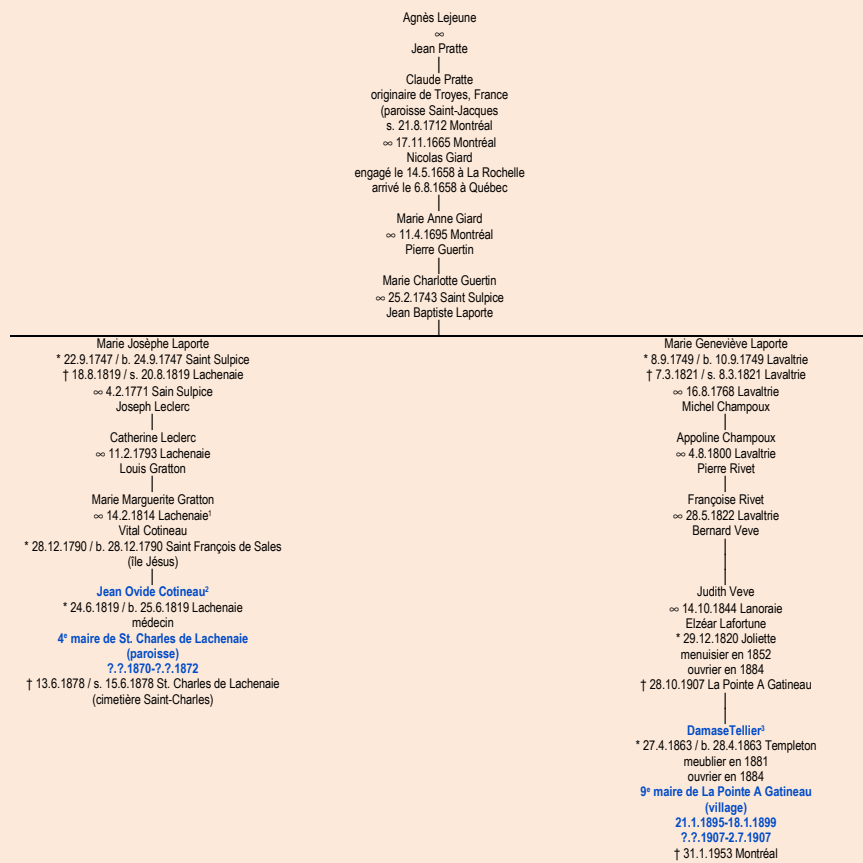 Agnès Lejeune
∞
Jean Pratte
Claude Pratte
originaire de Troyes, France
(paroisse Saint-Jacques
s. 21.8.1712 Montréal
∞ 17.11.1665 Montréal
Nicolas Giard
engagé le 14.5.1658 à La Rochelle
arrivé le 6.8.1658 à Québec
Marie Anne Giard
∞ 11.4.1695 Montréal
Pierre Guertin
Marie Charlotte Guertin
∞ 25.2.1743 Saint Sulpice
Jean Baptiste Laporte
Marie Josèphe Laporte
* 22.9.1747 / b. 24.9.1747 Saint Sulpice
† 18.8.1819 / s. 20.8.1819 Lachenaie
∞ 4.2.1771 Sain Sulpice
Joseph Leclerc
Catherine Leclerc
∞ 11.2.1793 Lachenaie
Louis Gratton
Marie Marguerite Gratton
∞ 14.2.1814 Lachenaie¹
Vital Cotineau
* 28.12.1790 / b. 28.12.1790 Saint François de Sales
(île Jésus)
Jean Ovide Cotineau²
* 24.6.1819 / b. 25.6.1819 Lachenaie
médecin
4e maire de St. Charles de Lachenaie
(paroisse)
?.?.1870-?.?.1872
† 13.6.1878 / s. 15.6.1878 St. Charles de Lachenaie
(cimetière Saint-Charles)
Marie Geneviève Laporte
* 8.9.1749 / b. 10.9.1749 Lavaltrie
† 7.3.1821 / s. 8.3.1821 Lavaltrie
∞ 16.8.1768 Lavaltrie
Michel Champoux
Appoline Champoux
∞ 4.8.1800 Lavaltrie
Pierre Rivet
Françoise Rivet
∞ 28.5.1822 Lavaltrie
Bernard Veve
Judith Veve
∞ 14.10.1844 Lanoraie
Elzéar Lafortune
* 29.12.1820 Joliette
menuisier en 1852
ouvrier en 1884
† 28.10.1907 La Pointe A Gatineau
DamaseTellier³
* 27.4.1863 / b. 28.4.1863 Templeton
meublier en 1881
ouvrier en 1884
9e maire de La Pointe A Gatineau
(village)
21.1.1895-18.1.1899
?.?.1907-2.7.1907
† 31.1.1953 Montréal